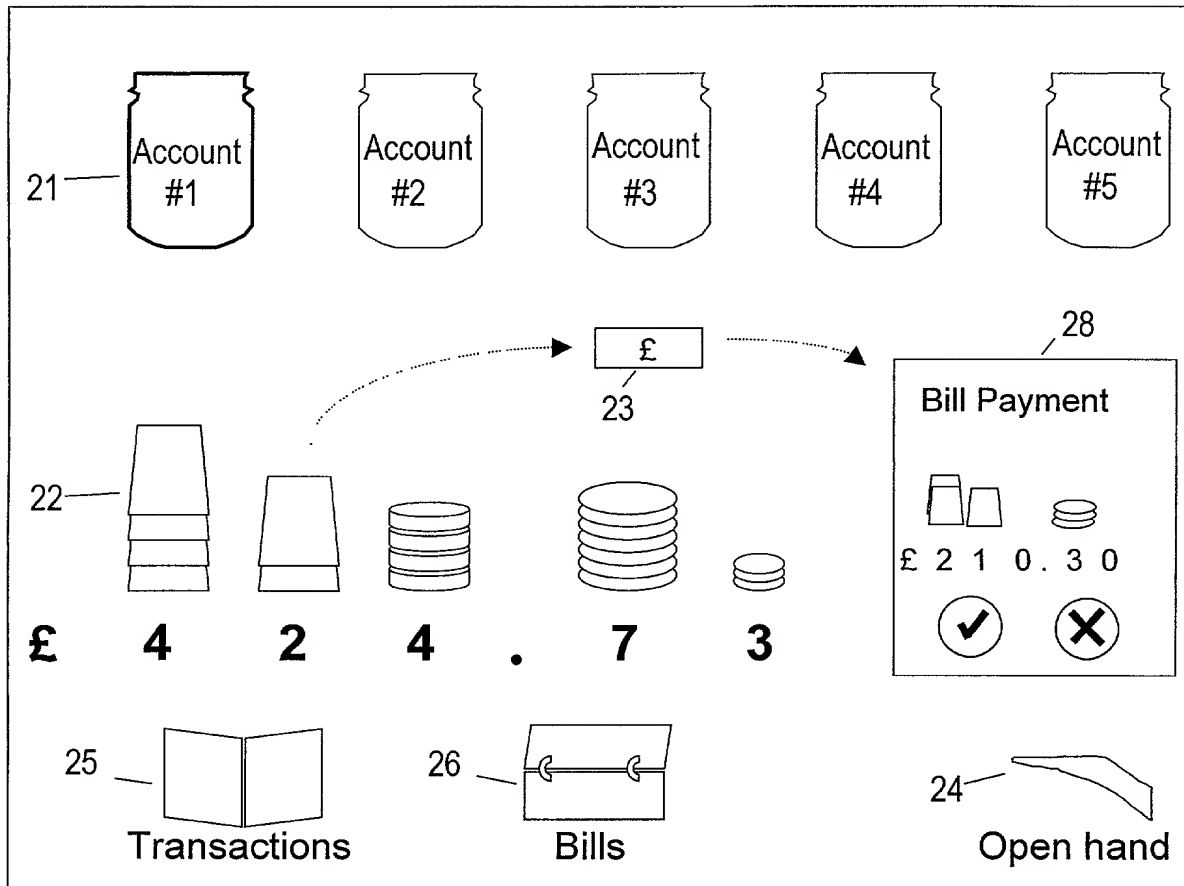 Account #1
Account #2
Account #3
Account #4
Account #5
21
£
23
28
Bill Payment
22
£ 2 1 0 . 3 0
£ 4 2 4 . 7 3
25
Transactions
26
Bills
24
Open hand